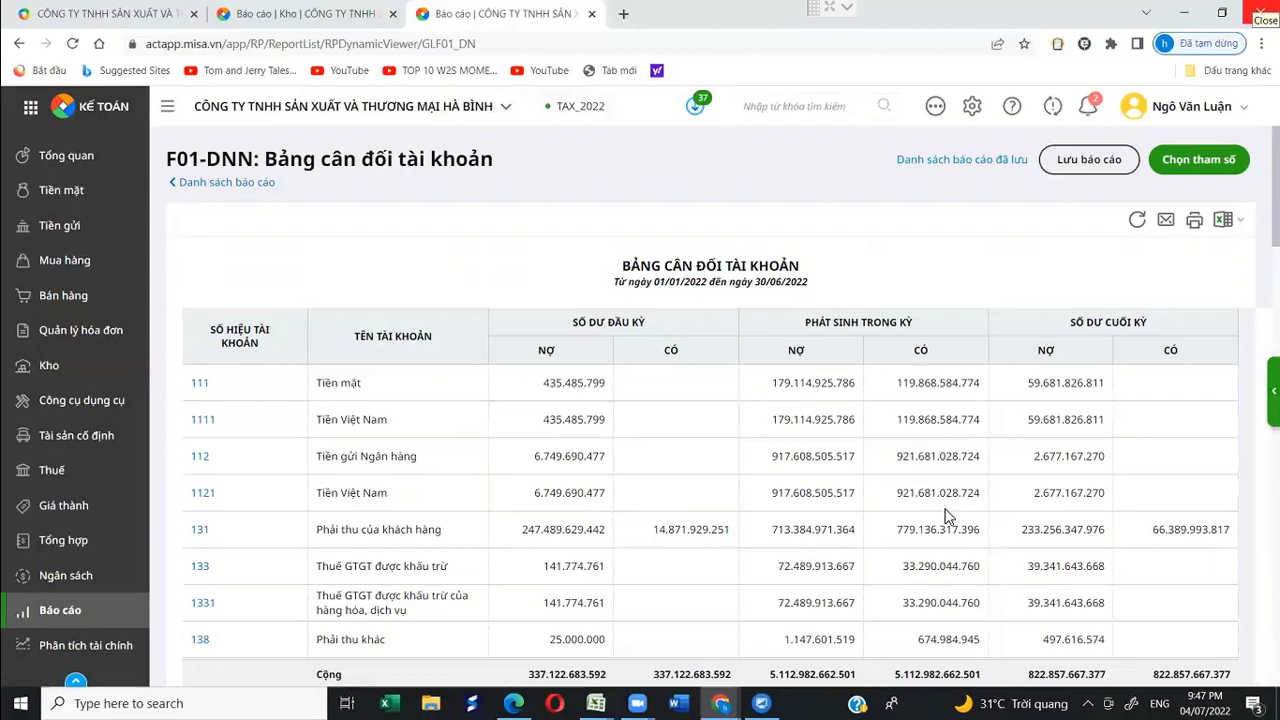 CÔNG TY TNHH SẢN XUẤT VÀ T
Báo cáo | Kho | CÔNG TY TNHH
Báo cáo | CÔNG TY TNHH SẢN
Close
actapp.misa.vn/app/RP/ReportList/RPDynamicViewer/GLF01_DN
h Đã tạm dừng
Bắt đầu Suggested Sites Tom and Jerry Tales... YouTube TOP 10 W2S MOME... YouTube Tab mới Dấu trang khác
KẾ TOÁN
CÔNG TY TNHH SẢN XUẤT VÀ THƯƠNG MẠI HÀ BÌNH
TAX_2022
37
Nhập từ khóa tìm kiếm
2
Ngô Văn Luận
Tổng quan
Tiền mặt
Tiền gửi
Mua hàng
Bán hàng
Quản lý hóa đơn
Kho
Công cụ dụng cụ
Tài sản cố định
Thuế
Giá thành
Tổng hợp
Ngân sách
Báo cáo
Phân tích tài chính
F01-DNN: Bảng cân đối tài khoản
Danh sách báo cáo
Danh sách báo cáo đã lưu
Lưu báo cáo
Chọn tham số
BẢNG CÂN ĐỐI TÀI KHOẢN
Từ ngày 01/01/2022 đến ngày 30/06/2022
SỐ HIỆU TÀI KHOẢN TÊN TÀI KHOẢN SỐ DƯ ĐẦU KỲ PHÁT SINH TRONG KỲ SỐ DƯ CUỐI KỲ
NỢ CÓ NỢ CÓ NỢ CÓ
111 Tiền mặt 435.485.799 179.114.925.786 119.868.584.774 59.681.826.811
1111 Tiền Việt Nam 435.485.799 179.114.925.786 119.868.584.774 59.681.826.811
112 Tiền gửi Ngân hàng 6.749.690.477 917.608.505.517 921.681.028.724 2.677.167.270
1121 Tiền Việt Nam 6.749.690.477 917.608.505.517 921.681.028.724 2.677.167.270
131 Phải thu của khách hàng 247.489.629.442 14.871.929.251 713.384.971.364 779.136.317.396 233.256.347.976 66.389.993.817
133 Thuế GTGT được khấu trừ 141.774.761 72.489.913.667 33.290.044.760 39.341.643.668
1331 Thuế GTGT được khấu trừ của hàng hóa, dịch vụ 141.774.761 72.489.913.667 33.290.044.760 39.341.643.668
138 Phải thu khác 25.000.000 1.147.601.519 674.984.945 497.616.574
Cộng 337.122.683.592 337.122.683.592 5.112.982.662.501 5.112.982.662.501 822.857.667.377 822.857.667.377
Type here to search
31°C Trời quang
ENG
9:47 PM
04/07/2022
3